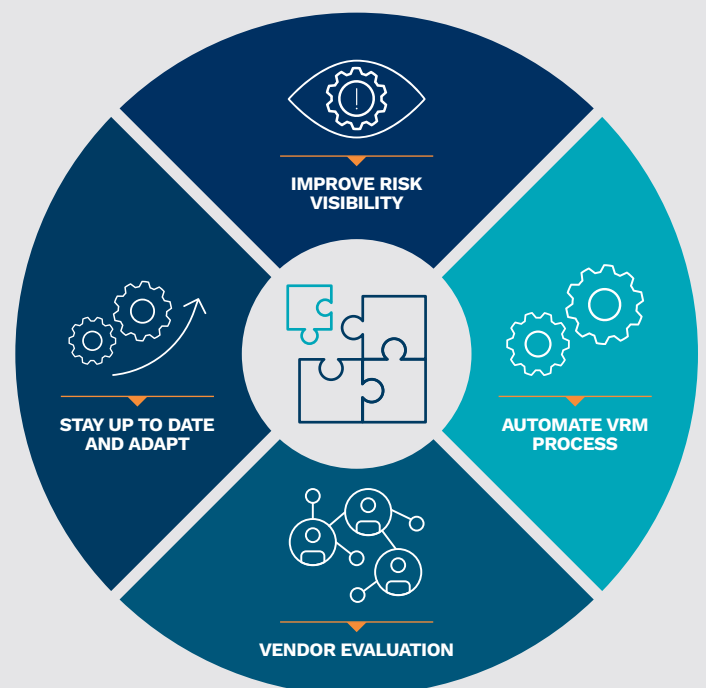 IMPROVE RISK
VISIBILITY
AUTOMATE VRM
PROCESS
VENDOR EVALUATION
STAY UP TO DATE
AND ADAPT